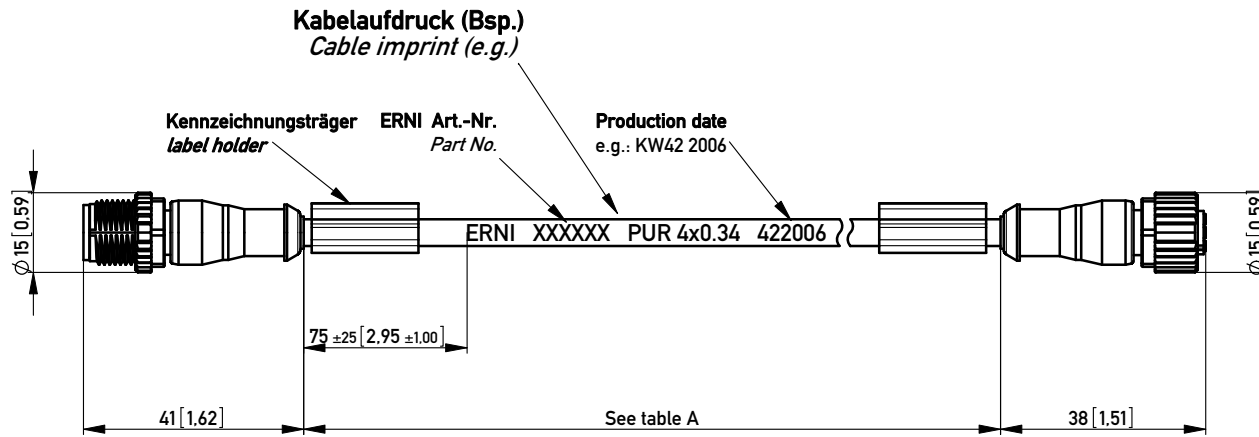 Kabelaufdruck (Bsp.)
Cable imprint (e.g.)
Kennzeichnungsträger
label holder
ERNI Art.-Nr.
Part No.
Production date
e.g.: KW42 2006
∅15[0,59]
ERNI XXXXXX PUR 4x0.34 422006
∅15[0,59]
75 ±25[2,95 ±1,00]
41[1,62]
See table A
38[1,51]